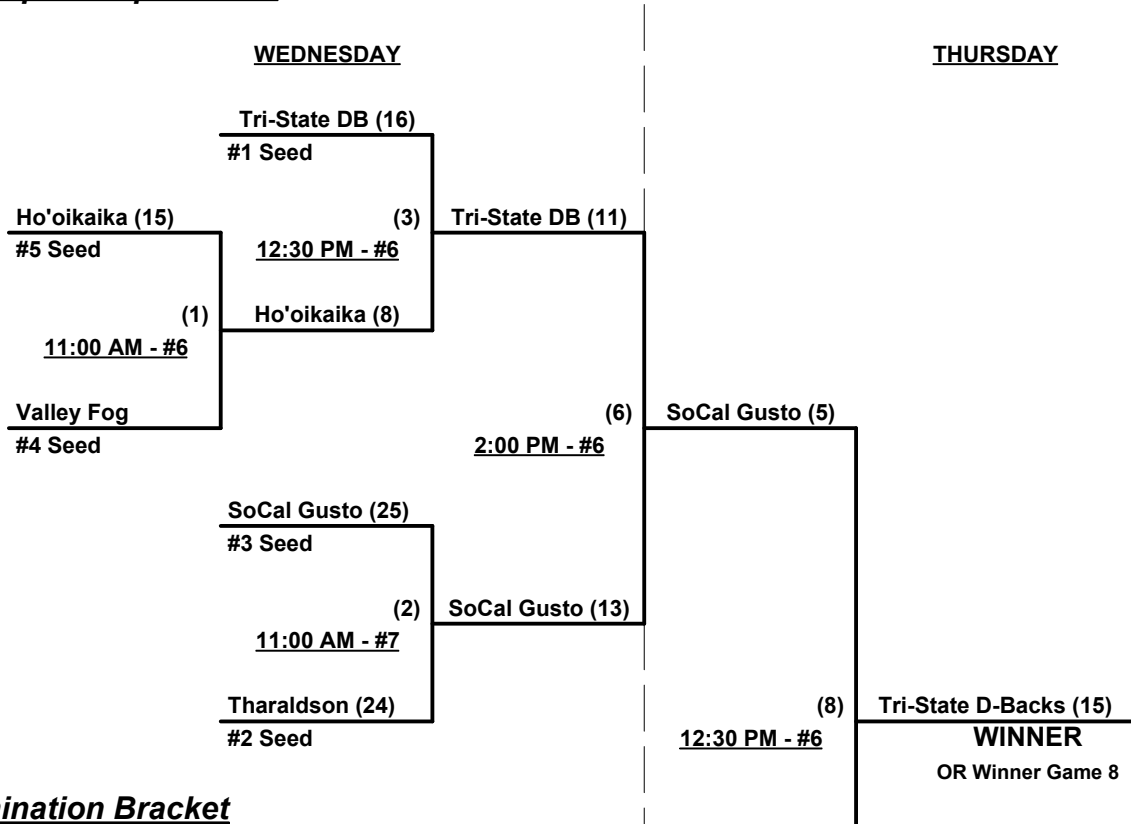 WEDNESDAY
THURSDAY
Tri-State DB (16)
#1 Seed
Ho'oikaika (15)
#5 Seed
(3)
12:30 PM - #6
Tri-State DB (11)
(1)
11:00 AM - #6
Ho'oikaika (8)
Valley Fog
#4 Seed
(6)
2:00 PM - #6
SoCal Gusto (5)
SoCal Gusto (25)
#3 Seed
(2)
11:00 AM - #7
SoCal Gusto (13)
Tharaldson (24)
#2 Seed
(8)
12:30 PM - #6
Tri-State D-Backs (15)
WINNER
OR Winner Game 8
ination Bracket